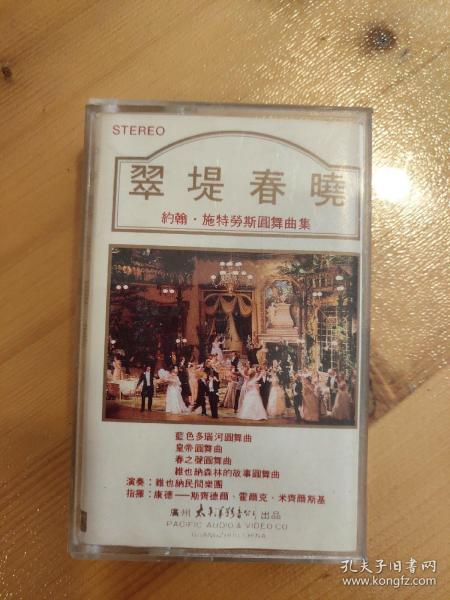 STEREO
翠堤春曉
約翰·施特勞斯圓舞曲集
藍色多瑙河圓舞曲
皇帝圓舞曲
春之聲圓舞曲
維也納森林的故事圓舞曲
演奏：維也納民間樂團
指揮：康德——斯齊德爾、霍爾克·米齊爾斯基
廣州 太平洋影音公司 出品
PACIFIC AUDIO & VIDEO CO
GUANGZHOU, CHINA
孔夫子旧书网
www.kongfz.com